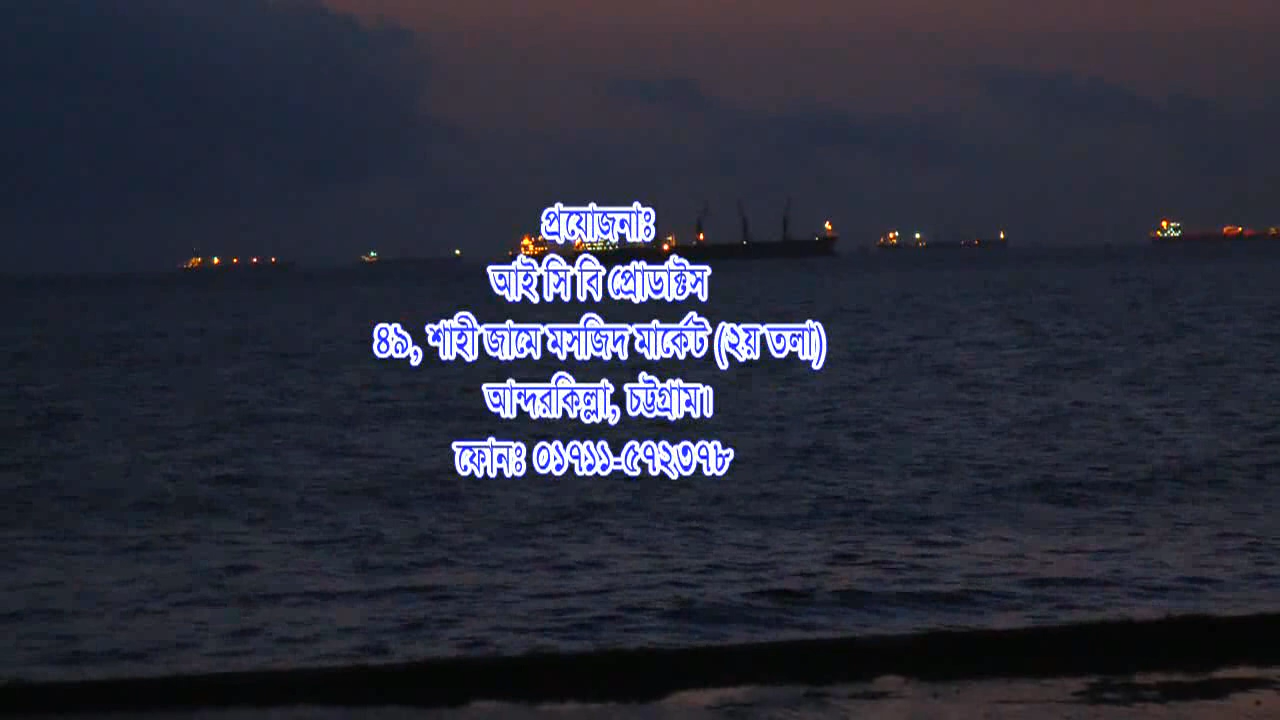 প্রযোজনাঃ
আই সি বি প্রোডাক্টস
৪৯, শাহী জামে মসজিদ মার্কেট (২য় তলা)
আন্দরকিল্লা, চট্টগ্রাম।
ফোনঃ ০১৭১১-৫৭২৩৭৮